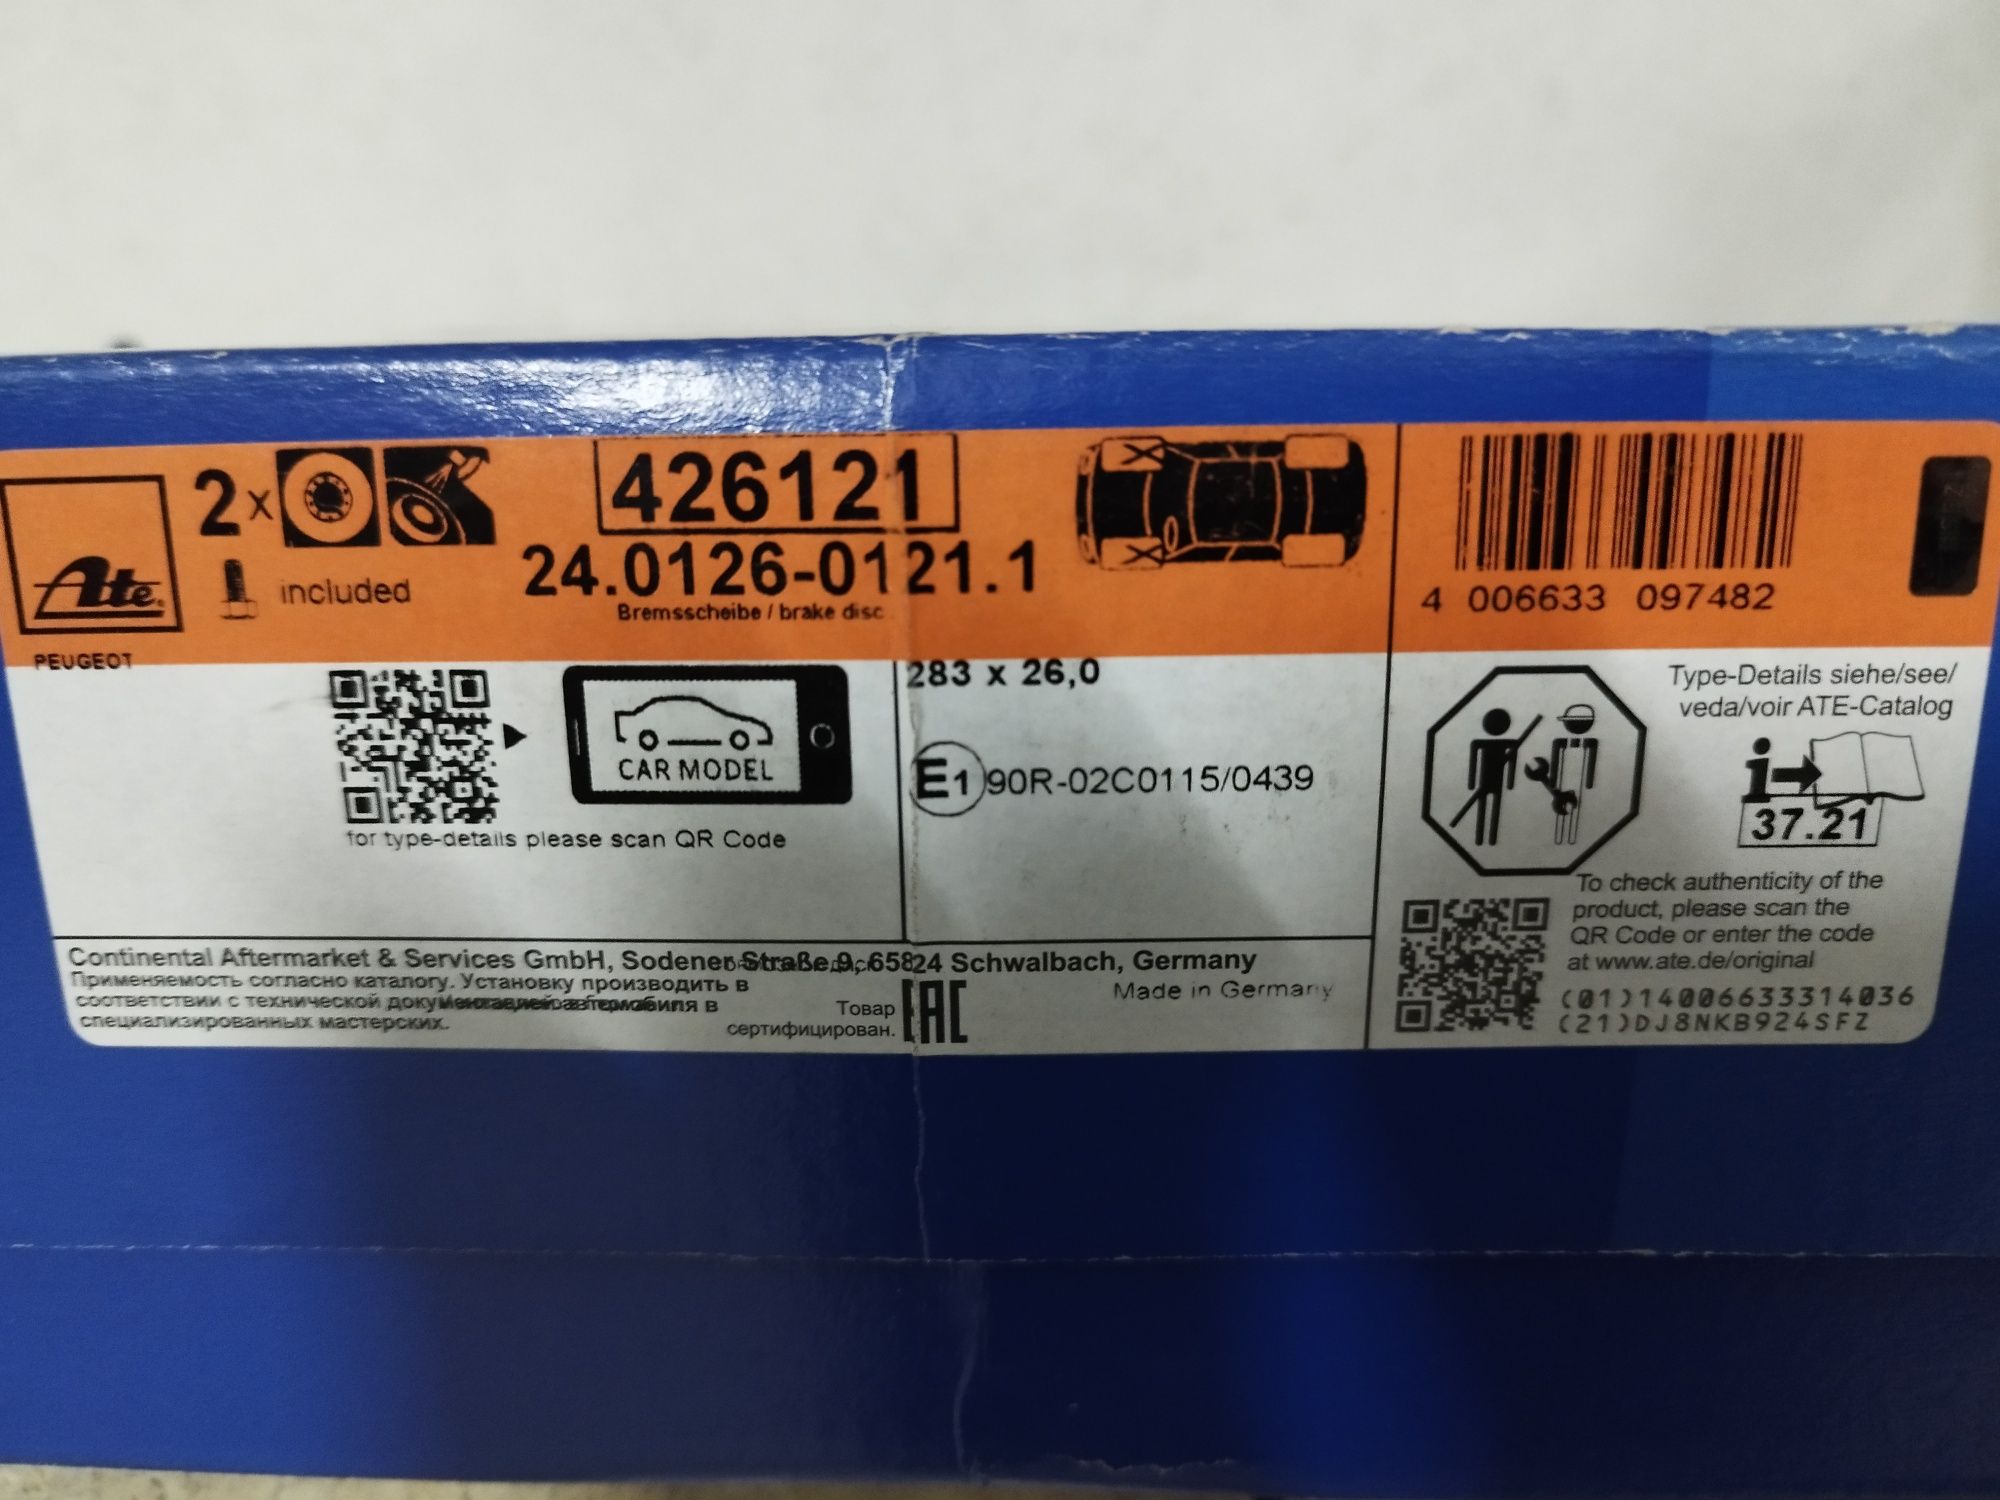 426121
2x
Ate
included
24.0126-0121.1
Bremsscheibe / brake disc
4 006633 097482
PEUGEOT
283 x 26,0
CAR MODEL
for type-details please scan QR Code
E1 90R-02C0115/0439
Type-Details siehe/see/
veda/voir ATE-Catalog
37.21
To check authenticity of the
product, please scan the
QR Code or enter the code
at www.ate.de/original
(01)14006633314036
(21)DJ8NKB924SFZ
Continental Aftermarket & Services GmbH, Sodener Straße 9, 65824 Schwalbach, Germany
Применяемость согласно каталогу. Установку производить в
соответствии с технической автомобиля в
специализированных мастерских.
Товар
сертифицирован.
EAC
Made in Germany